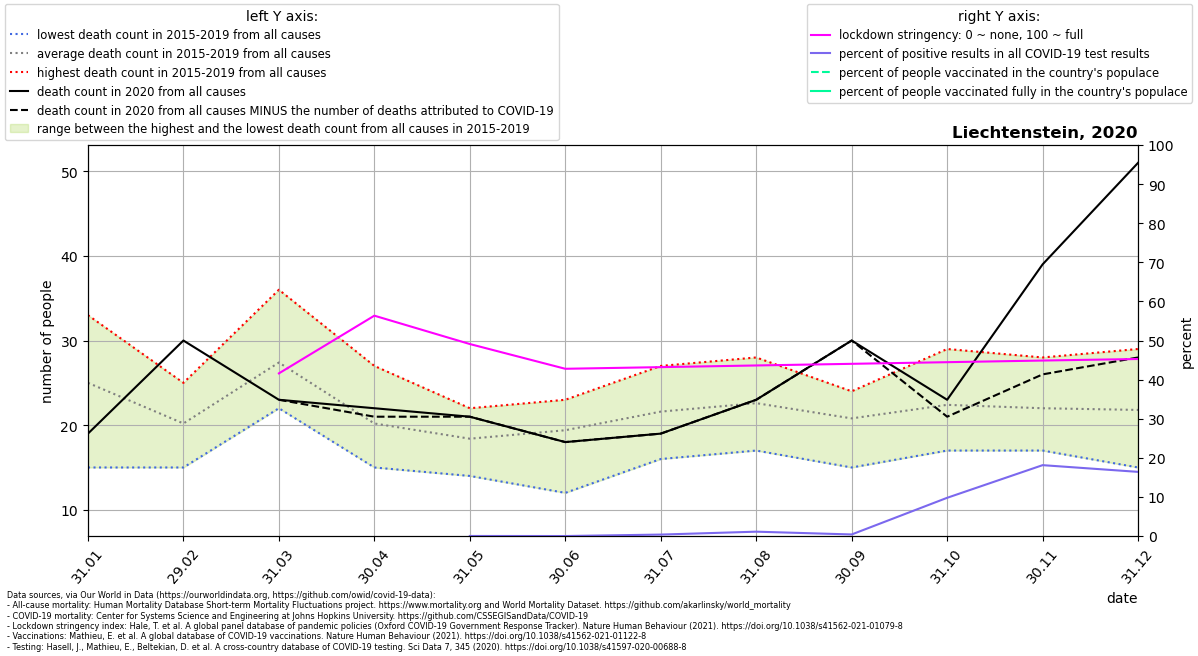 left Y axis:
lowest death count in 2015-2019 from all causes
average death count in 2015-2019 from all causes
highest death count in 2015-2019 from all causes
death count in 2020 from all causes
death count in 2020 from all causes MINUS the number of deaths attributed to COVID-19
range between the highest and the lowest death count from all causes in 2015-2019
right Y axis:
lockdown stringency: 0 ~ none, 100 ~ full
percent of positive results in all COVID-19 test results
percent of people vaccinated in the country's populace
percent of people vaccinated fully in the country's populace
Liechtenstein, 2020
number of people
50
40
30
20
10
100
90
80
70
60
50
40
30
20
10
0
percent
31.01
29.02
31.03
30.04
31.05
30.06
31.07
31.08
30.09
31.10
30.11
31.12
date
Data sources, via Our World in Data (https://ourworldindata.org, https://github.com/owid/covid-19-data):
- All-cause mortality: Human Mortality Database Short-term Mortality Fluctuations project. https://www.mortality.org and World Mortality Dataset. https://github.com/akarlinsky/world_mortality
- COVID-19 mortality: Center for Systems Science and Engineering at Johns Hopkins University. https://github.com/CSSEGISandData/COVID-19
- Lockdown stringency index: Hale, T. et al. A global panel database of pandemic policies (Oxford COVID-19 Government Response Tracker). Nature Human Behaviour (2021). https://doi.org/10.1038/s41562-021-01079-8
- Vaccinations: Mathieu, E. et al. A global database of COVID-19 vaccinations. Nature Human Behaviour (2021). https://doi.org/10.1038/s41562-021-01122-8
- Testing: Hasell, J., Mathieu, E., Beltekian, D. et al. A cross-country database of COVID-19 testing. Sci Data 7, 345 (2020). https://doi.org/10.1038/s41597-020-00688-8